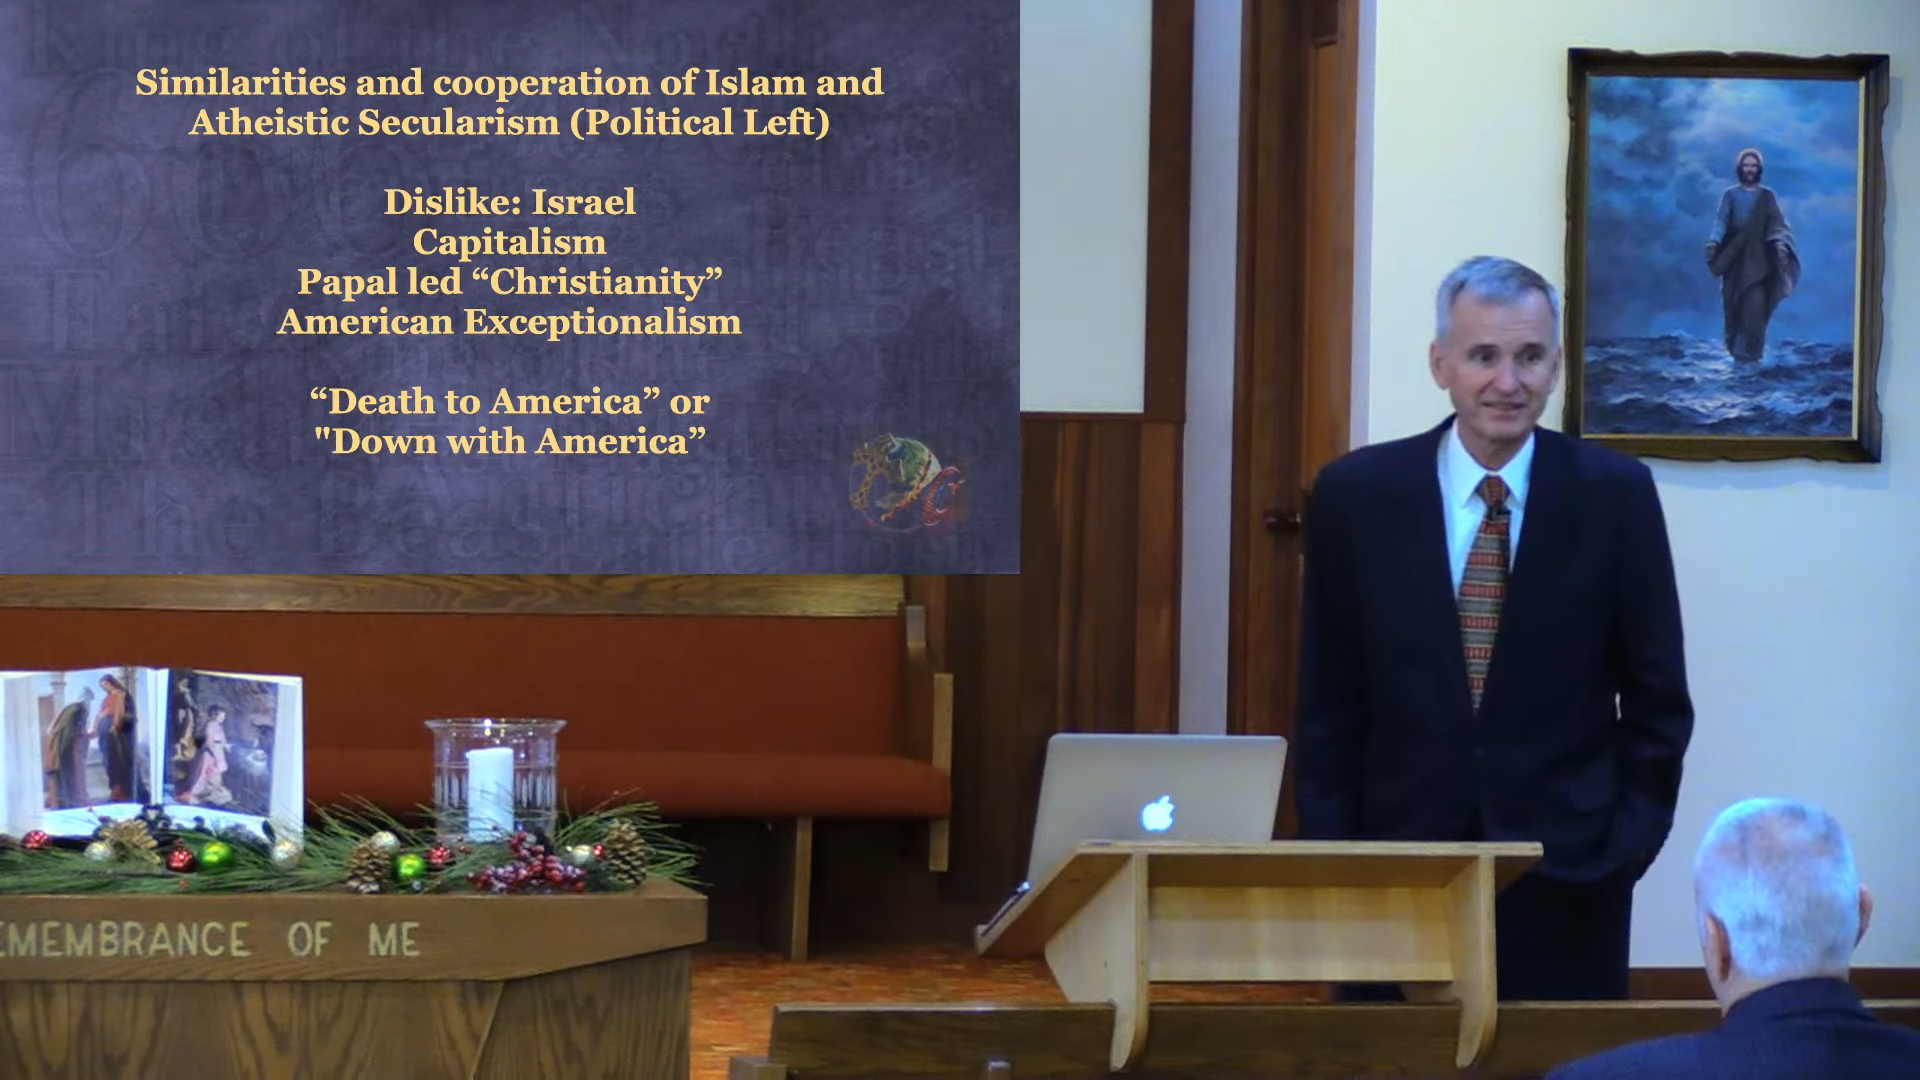 Similarities and cooperation of Islam and
Atheistic Secularism (Political Left)
Dislike: Israel
Capitalism
Papal led “Christianity”
American Exceptionalism
“Death to America” or
"Down with America”
EMEMBRANCE OF ME